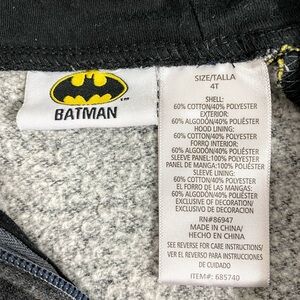 BATMAN
SIZE/TALLA
4T
SHELL:
60% COTTON/40% POLYESTER
EXTERIOR:
60% ALGODÓN/40% POLIÉSTER
HOOD LINING:
60% COTTON/40% POLYESTER
FORRO INTERIOR:
60% ALGODÓN/40% POLIÉSTER
SLEEVE PANEL:100% POLYESTER
PANEL DE MANGA:100% POLIÉSTER
SLEEVE LINING:
60% COTTON/40% POLYESTER
EL FORRO DE LAS MANGAS:
60% ALGODÓN/40% POLIÉSTER
EXCLUSIVE OF DECORATION
EXCLUSIVO DE DECORACION
RN#86947
MADE IN CHINA/
HECHO EN CHINA
SEE REVERSE FOR CARE INSTRUCTIONS/
VER EL REVERSO PARA INSTRUCCIONES
DE CUIDADO
ITEM#: 685740